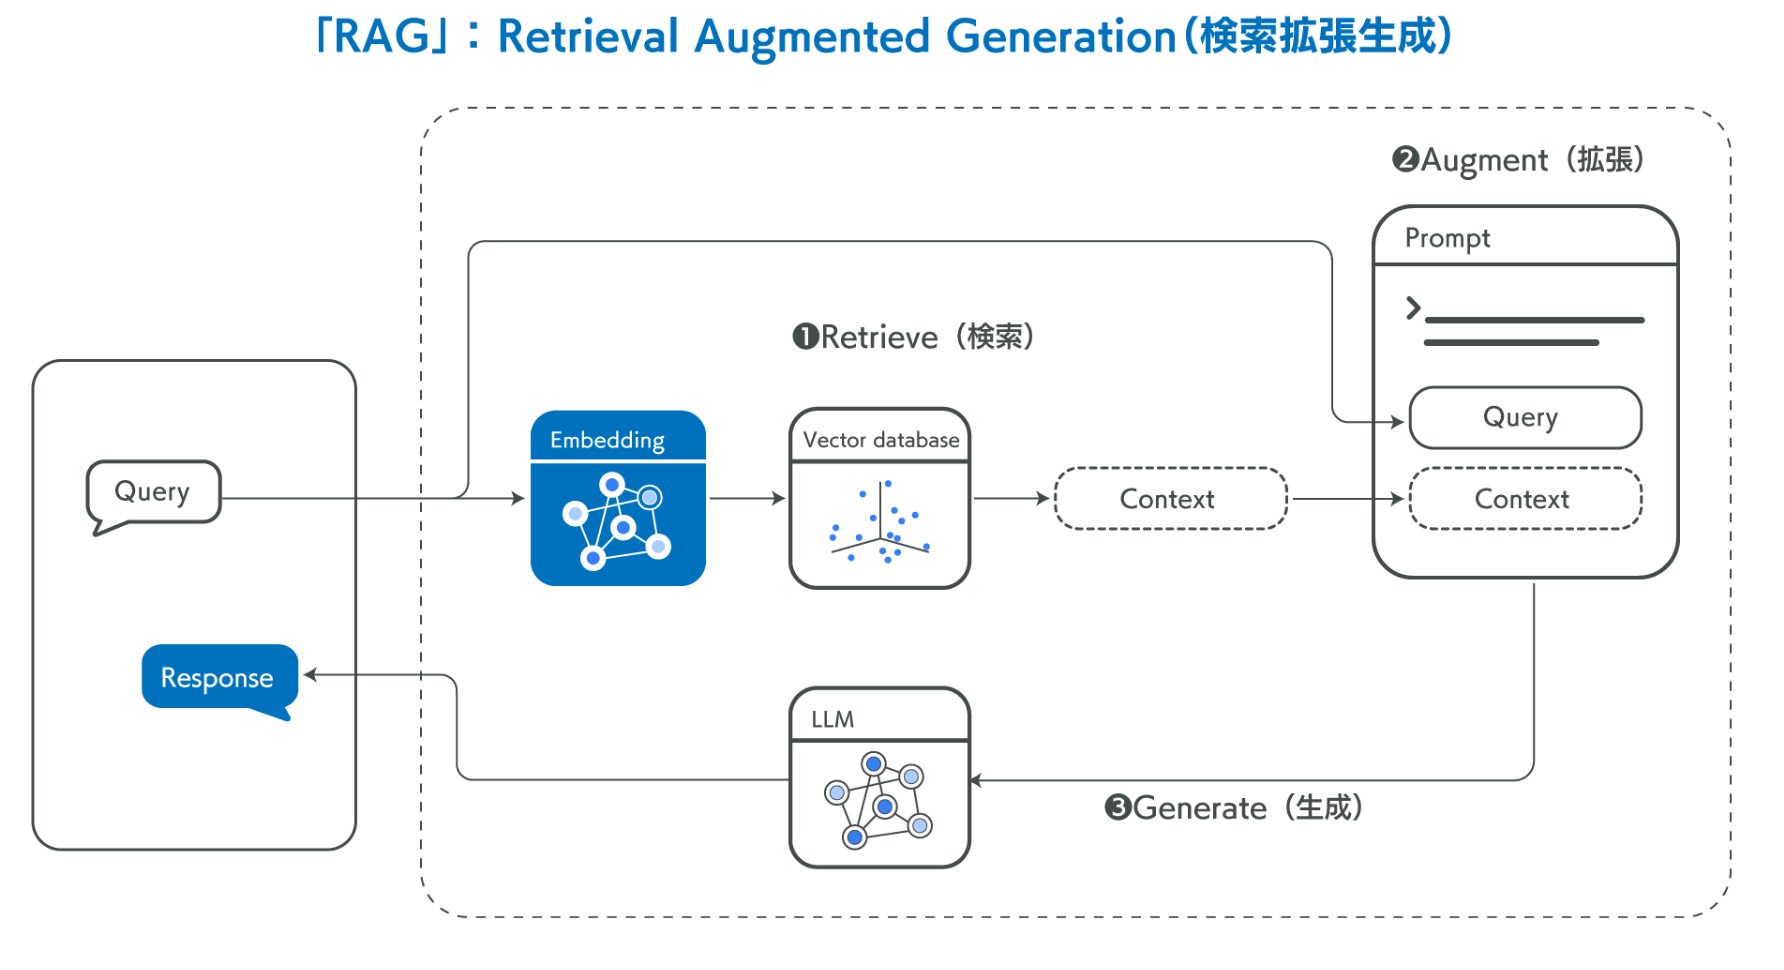 「RAG」：Retrieval Augmented Generation（検索拡張生成）
❷Augment（拡張）
Prompt
❶Retrieve（検索）
Query
Embedding
Vector database
Context
Query
Context
Response
LLM
❸Generate（生成）